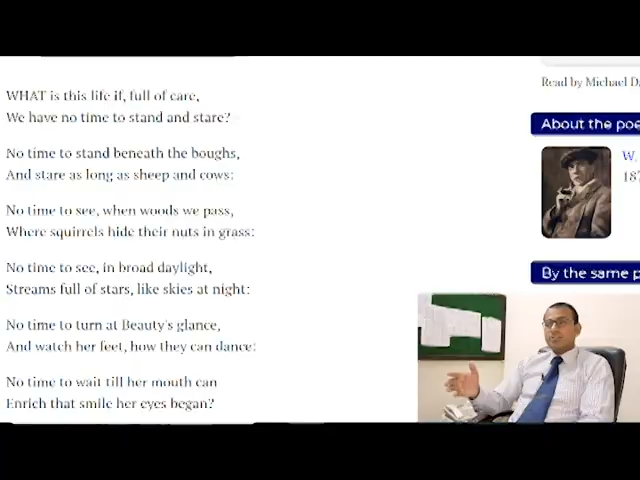 WHAT is this life if, full of care,
We have no time to stand and stare?
No time to stand beneath the boughs,
And stare as long as sheep and cows:
No time to see, when woods we pass,
Where squirrels hide their nuts in grass:
No time to see, in broad daylight,
Streams full of stars, like skies at night:
No time to turn at Beauty's glance,
And watch her feet, how they can dance:
No time to wait till her mouth can
Enrich that smile her eyes began?
Read by Michael
About the
W.
By the same